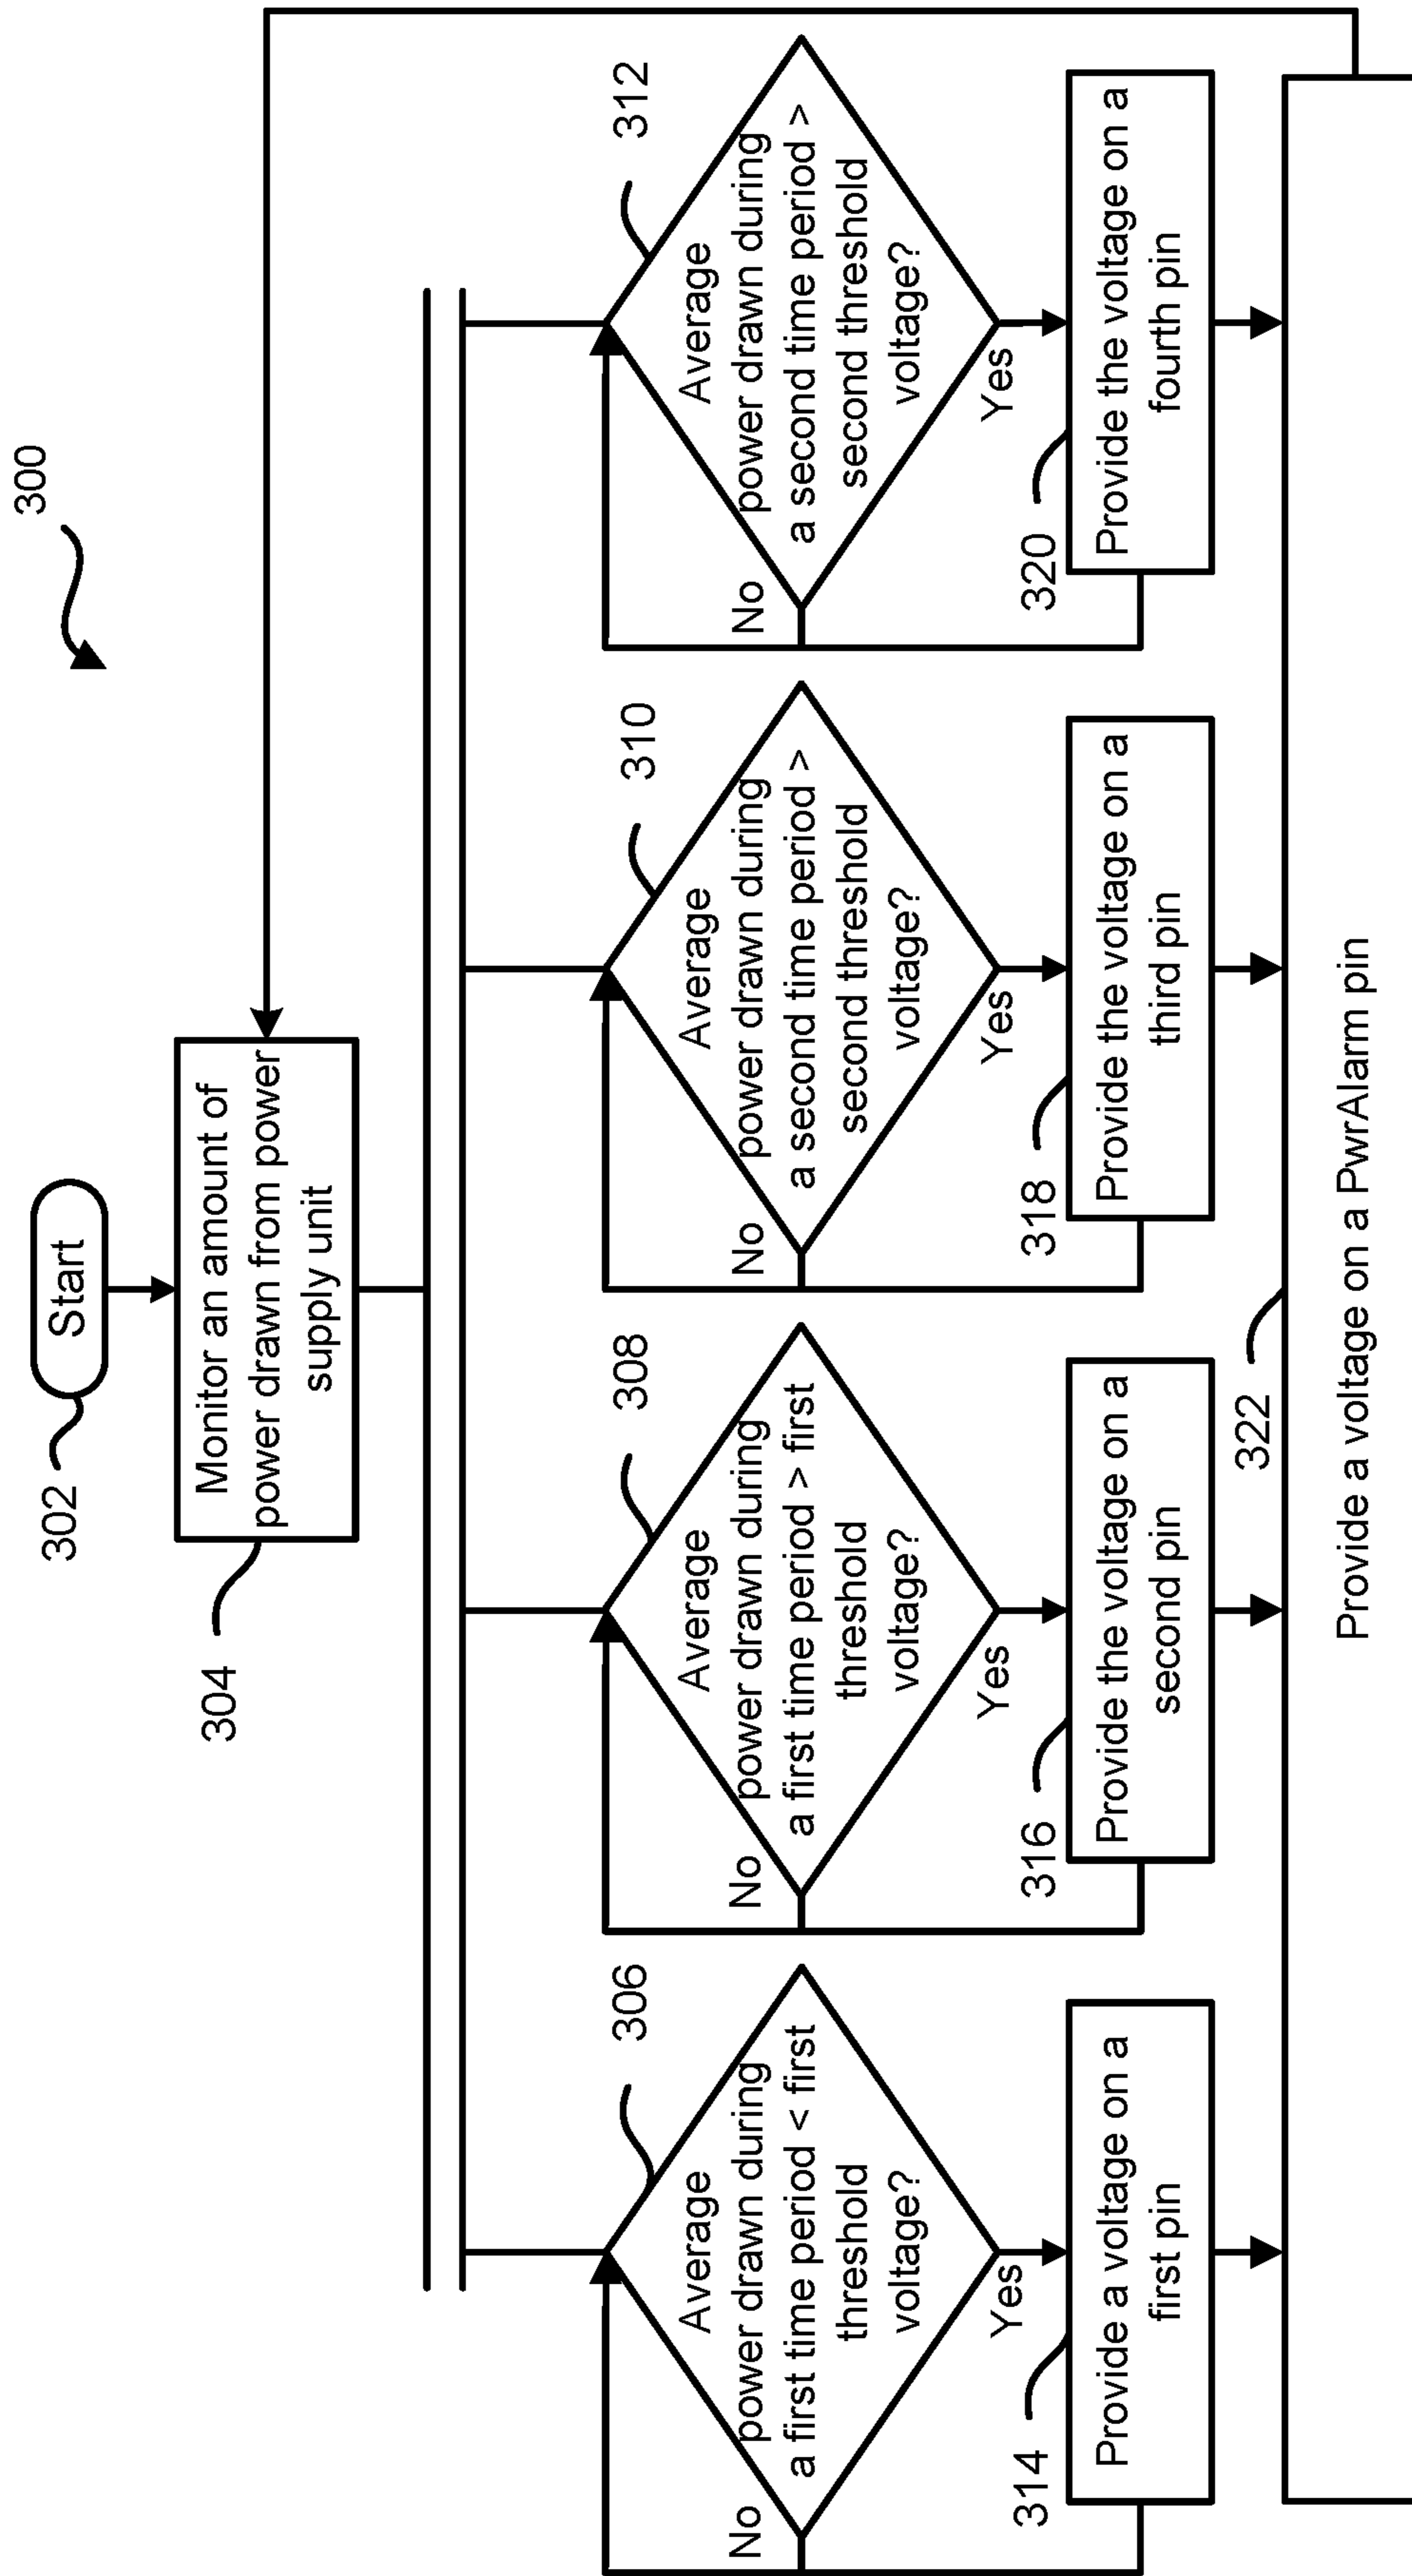 300
302
Start
304
Monitor an amount of
power drawn from power
supply unit
306
Average
power drawn during
a first time period < first
threshold
voltage?
No
Yes
308
Average
power drawn during
a first time period > first
threshold
voltage?
No
Yes
310
Average
power drawn during
a second time period >
second threshold
voltage?
No
Yes
312
Average
power drawn during
a second time period >
second threshold
voltage?
No
Yes
314
Provide a voltage on a
first pin
316
Provide the voltage on a
second pin
318
Provide the voltage on a
third pin
320
Provide the voltage on a
fourth pin
322
Provide a voltage on a PwrAlarm pin